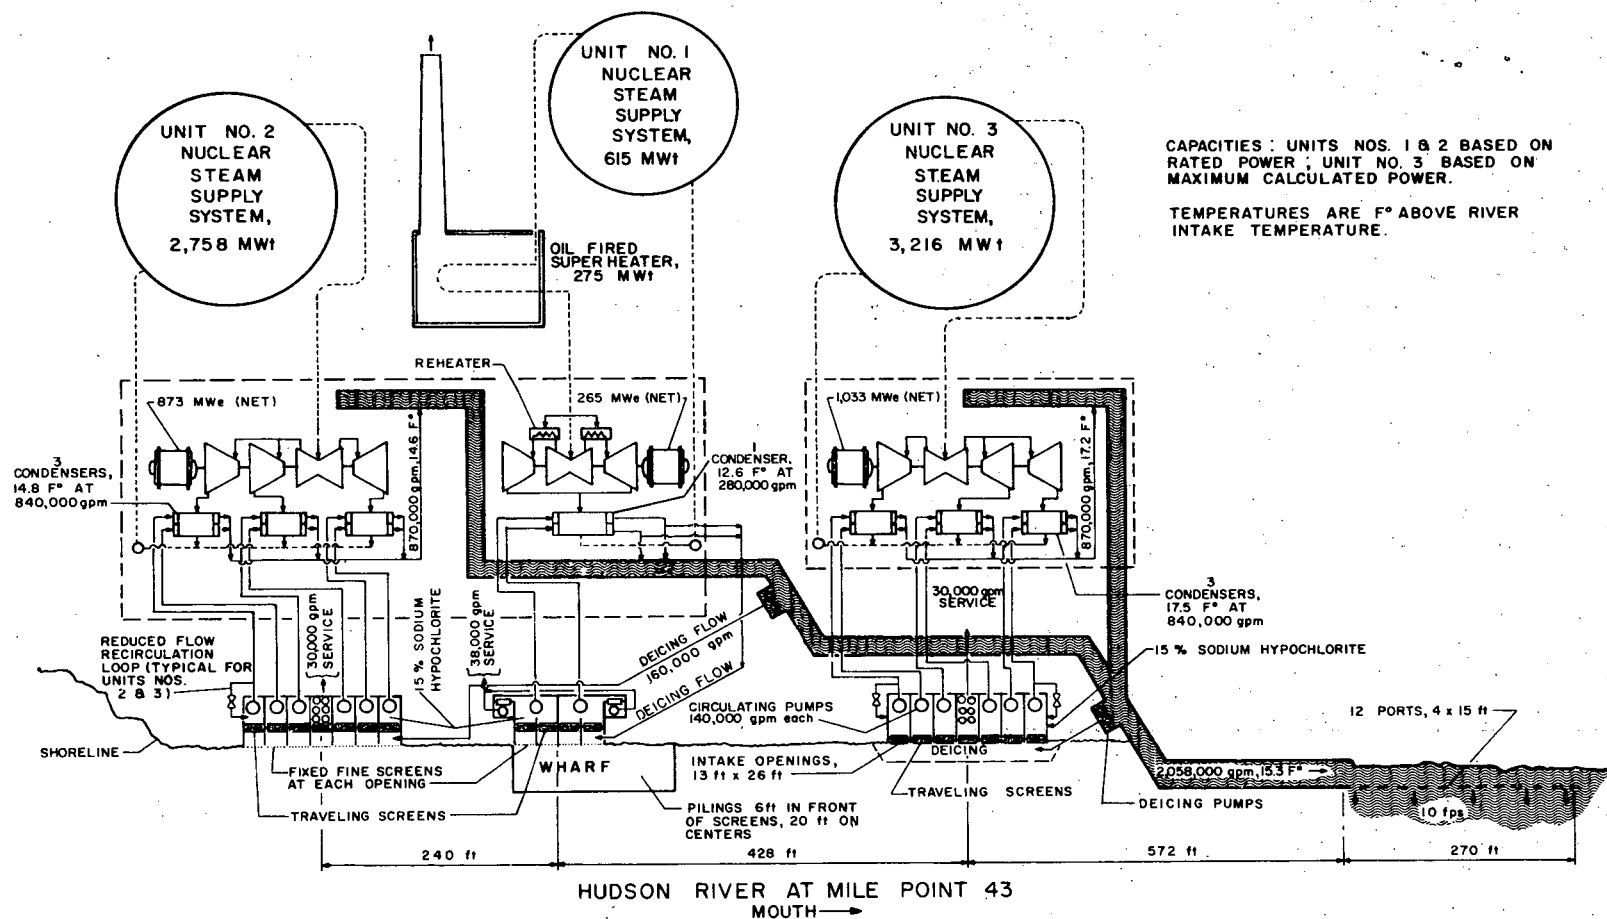 UNIT NO. 1
NUCLEAR
STEAM
SUPPLY
SYSTEM,
615 MWt
UNIT NO. 2
NUCLEAR
STEAM
SUPPLY
SYSTEM,
2,758 MWt
UNIT NO. 3
NUCLEAR
STEAM
SUPPLY
SYSTEM,
3,216 MWt
CAPACITIES : UNITS NOS. 1 & 2 BASED ON
RATED POWER ; UNIT NO. 3 BASED ON
MAXIMUM CALCULATED POWER.
TEMPERATURES ARE F° ABOVE RIVER
INTAKE TEMPERATURE.
OIL FIRED
SUPERHEATER,
275 MWt
REHEATER
873 MWe (NET)
265 MWe (NET)
1,033 MWe (NET)
3
CONDENSERS,
14.8 F° AT
840,000 gpm
870,000 gpm, 14.6 F°
1
CONDENSER,
12.6 F° AT
280,000 gpm
870,000 gpm, 17.2 F°
3
CONDENSERS,
17.5 F° AT
840,000 gpm
REDUCED FLOW
RECIRCULATION
LOOP (TYPICAL FOR
UNITS NOS.
2 & 3)
30,000 gpm
SERVICE
15 % SODIUM
HYPOCHLORITE
38,000 gpm
SERVICE
DEICING FLOW
160,000 gpm
DEICING FLOW
30,000 gpm
SERVICE
15 % SODIUM HYPOCHLORITE
CIRCULATING PUMPS
140,000 gpm each
12 PORTS, 4 x 15 ft
SHORELINE
FIXED FINE SCREENS
AT EACH OPENING
WHARF
INTAKE OPENINGS,
13 ft x 26 ft
DEICING
2,058,000 gpm, 15.3 F°
TRAVELING SCREENS
TRAVELING SCREENS
PILINGS 6 ft IN FRONT
OF SCREENS, 20 ft ON
CENTERS
DEICING PUMPS
10 fps
240 ft
428 ft
572 ft
270 ft
HUDSON RIVER AT MILE POINT 43
MOUTH